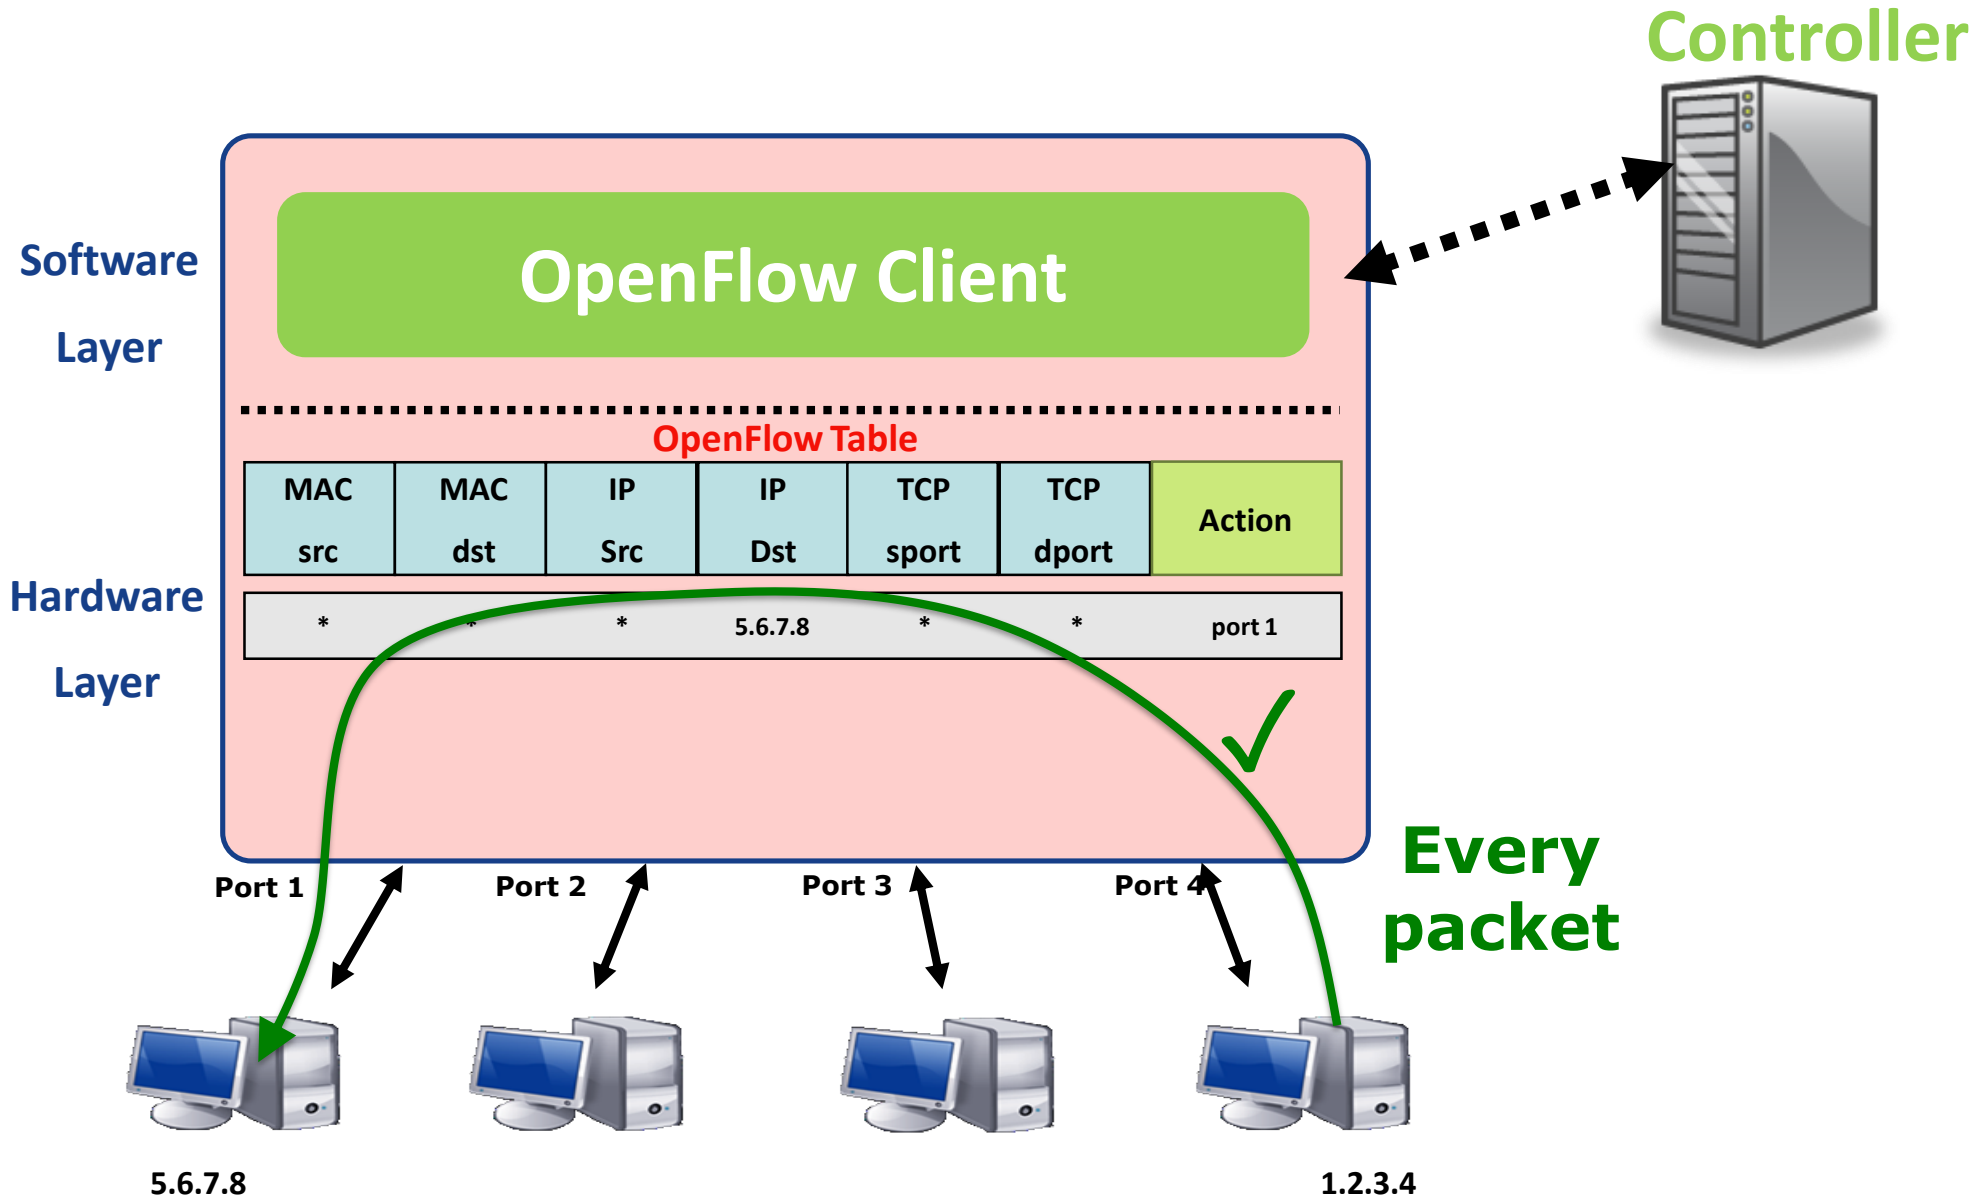 Controller
Software
Layer
OpenFlow Client
OpenFlow Table
MAC
src
MAC
dst
IP
Src
IP
Dst
TCP
sport
TCP
dport
Action
Hardware
Layer
* * * 5.6.7.8 * * port 1
Every
packet
Port 1 Port 2 Port 3 Port 4
5.6.7.8 1.2.3.4